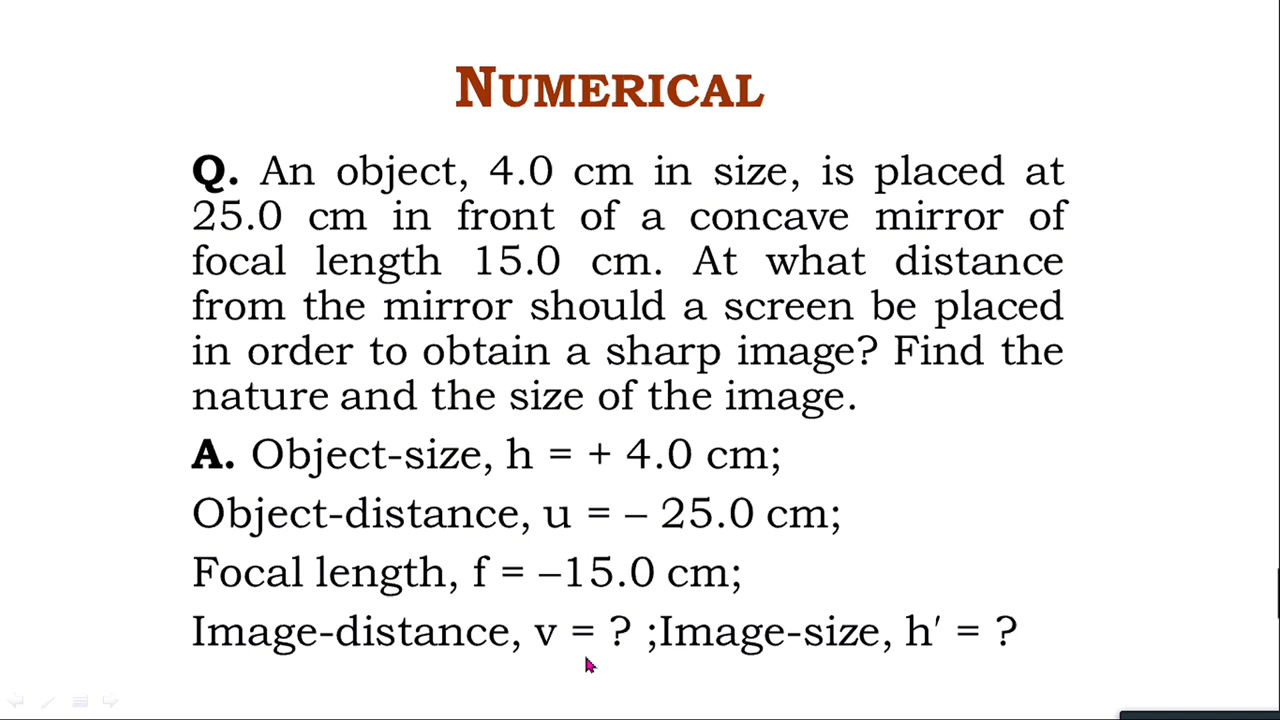 NUMERICAL
Q. An object, 4.0 cm in size, is placed at
25.0 cm in front of a concave mirror of
focal length 15.0 cm. At what distance
from the mirror should a screen be placed
in order to obtain a sharp image? Find the
nature and the size of the image.
A. Object-size, h = + 4.0 cm;
Object-distance, u = – 25.0 cm;
Focal length, f = –15.0 cm;
Image-distance, v = ? ;Image-size, h′ = ?